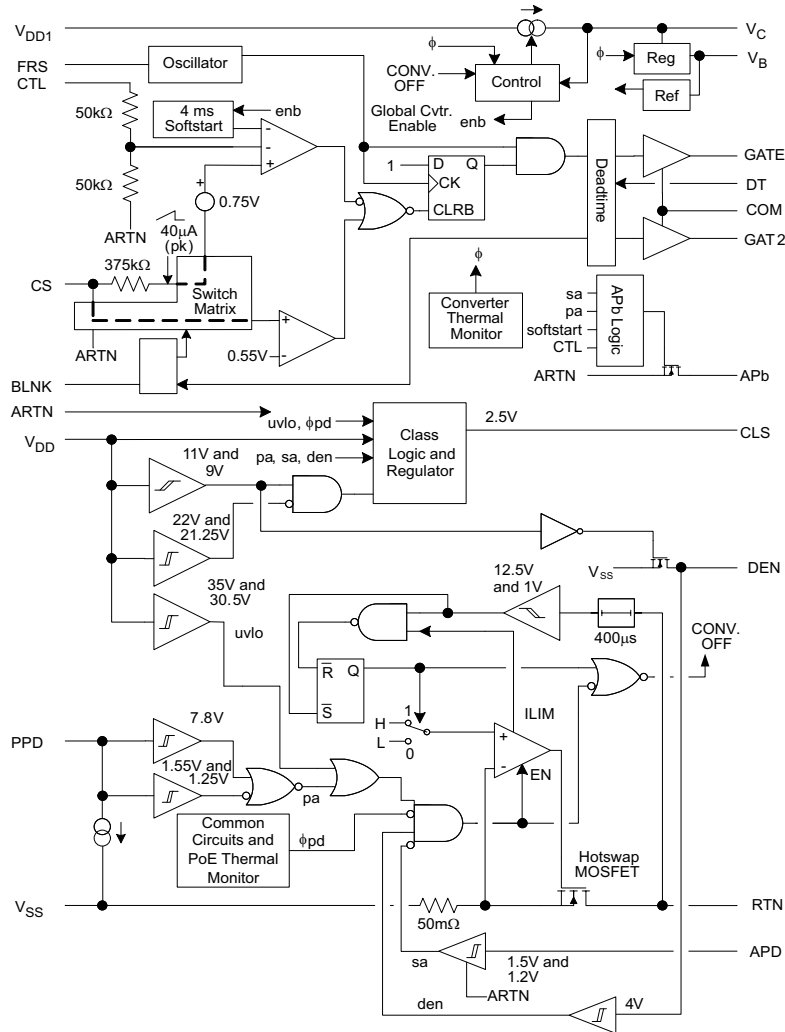 V_DD1
V_C
FRS
Oscillator
ϕ
CONV.
OFF
Control
ϕ
Reg
V_B
Ref
CTL
50kΩ
4 ms
Softstart
enb
Global Cvtr.
Enable
enb
-
-
+
1
D
Q
CK
CLRB
Deadtime
GATE
DT
COM
GAT2
50kΩ
+
0.75V
ARTN
40μA
(pk)
375kΩ
CS
Switch
Matrix
ARTN
+
-
0.55V
ϕ
Converter
Thermal
Monitor
sa
pa
softstart
CTL
APb Logic
ARTN
APb
BLNK
ARTN
uvlo, ϕpd
2.5V
Class
Logic and
Regulator
CLS
V_DD
pa, sa, den
11V and
9V
22V and
21.25V
V_SS
DEN
35V and
30.5V
uvlo
12.5V
and 1V
400μs
CONV.
OFF
R̅
Q
S̅
1
H
L
0
ILIM
+
-
EN
PPD
7.8V
1.55V and
1.25V
pa
Common
Circuits and
PoE Thermal
Monitor
ϕpd
Hotswap
MOSFET
V_SS
50mΩ
RTN
sa
1.5V and
1.2V
APD
ARTN
den
4V
DEN